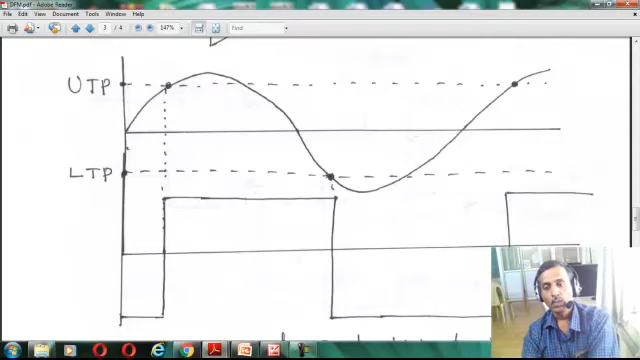 DFM.pdf - Adobe Reader
File Edit View Document Tools Window Help
3 / 4 147% Find
UTP
LTP